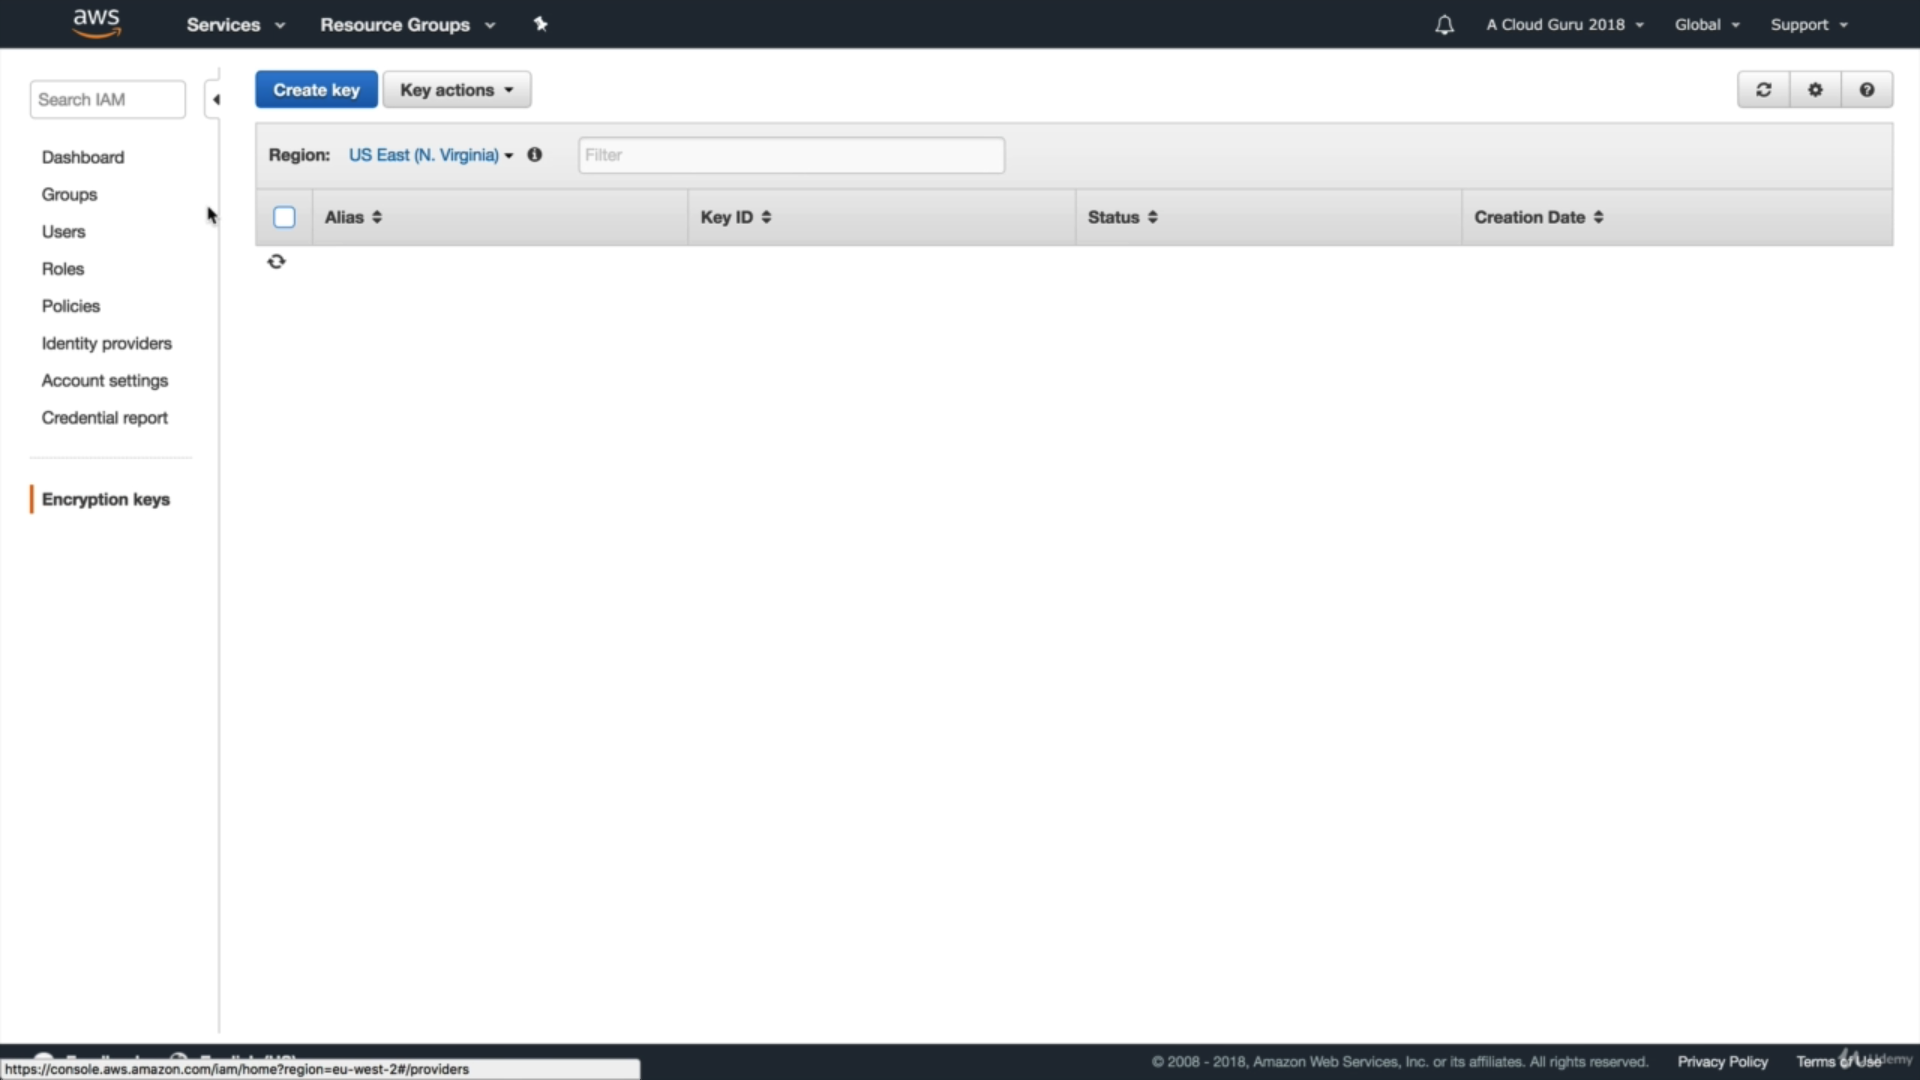 aws Services Resource Groups A Cloud Guru 2018 Global Support
Search IAM
Dashboard
Groups
Users
Roles
Policies
Identity providers
Account settings
Credential report
Encryption keys
Create key Key actions
Region: US East (N. Virginia) Filter
Alias Key ID Status Creation Date
© 2008 - 2018, Amazon Web Services, Inc. or its affiliates. All rights reserved. Privacy Policy Terms of Use
https://console.aws.amazon.com/iam/home?region=eu-west-2#/providers